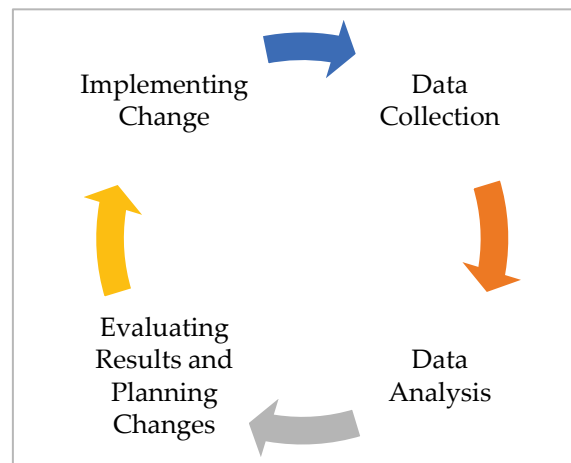 Implementing
Change
Data
Collection
Evaluating
Results and
Planning
Changes
Data
Analysis